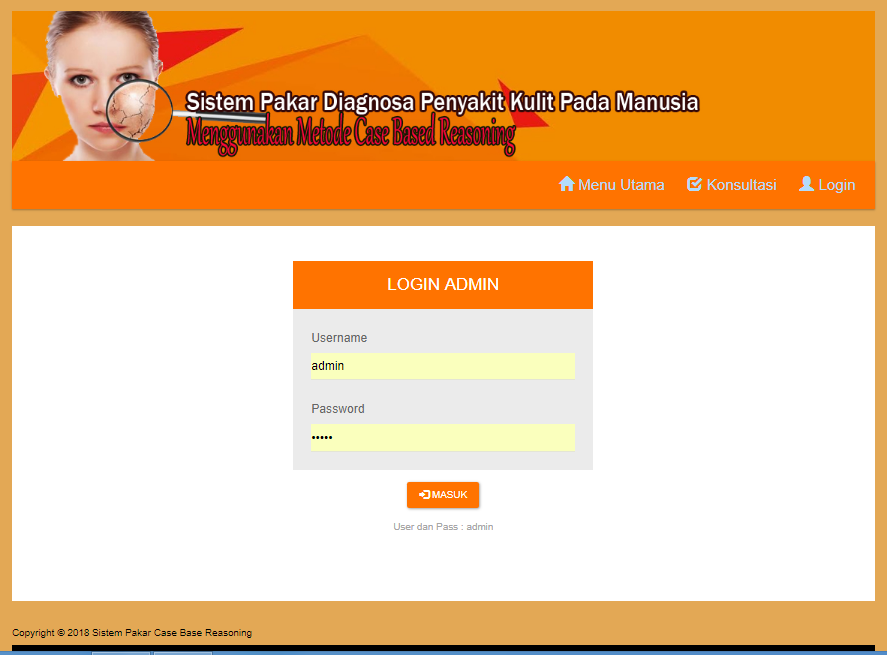 Sistem Pakar Diagnosa Penyakit Kulit Pada Manusia
Menggunakan Metode Case Based Reasoning
Menu Utama Konsultasi Login
LOGIN ADMIN
Username
admin
Password
•••••
MASUK
User dan Pass : admin
Copyright © 2018 Sistem Pakar Case Base Reasoning